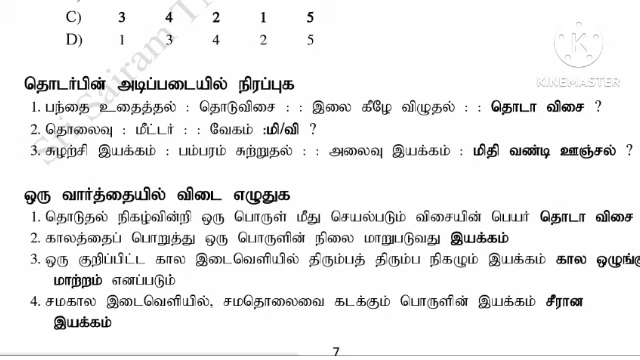 C) 3 4 2 1 5
D) 1 3 4 2 5
KINEMASTER
தொடர்பின் அடிப்படையில் நிரப்புக
1. பந்தை உதைத்தல் : தொடுவிசை : : இலை கீழே விழுதல் : : தொடா விசை ?
2. தொலைவு : மீட்டர் : : வேகம் :மி/வி ?
3. சுழற்சி இயக்கம் : பம்பரம் சுற்றுதல் : : அலைவு இயக்கம் : மிதி வண்டி ஊஞ்சல் ?
ஒரு வார்த்தையில் விடை எழுதுக
1. தொடுதல் நிகழ்வின்றி ஒரு பொருள் மீது செயல்படும் விசையின் பெயர் தொடா விசை
2. காலத்தைப் பொறுத்து ஒரு பொருளின் நிலை மாறுபடுவது இயக்கம்
3. ஒரு குறிப்பிட்ட கால இடைவெளியில் திரும்பத் திரும்ப நிகழும் இயக்கம் கால ஒழுங்கு
மாற்றம் எனப்படும்
4. சமகால இடைவெளியில், சமதொலைவை கடக்கும் பொருளின் இயக்கம் சீரான
இயக்கம்
7